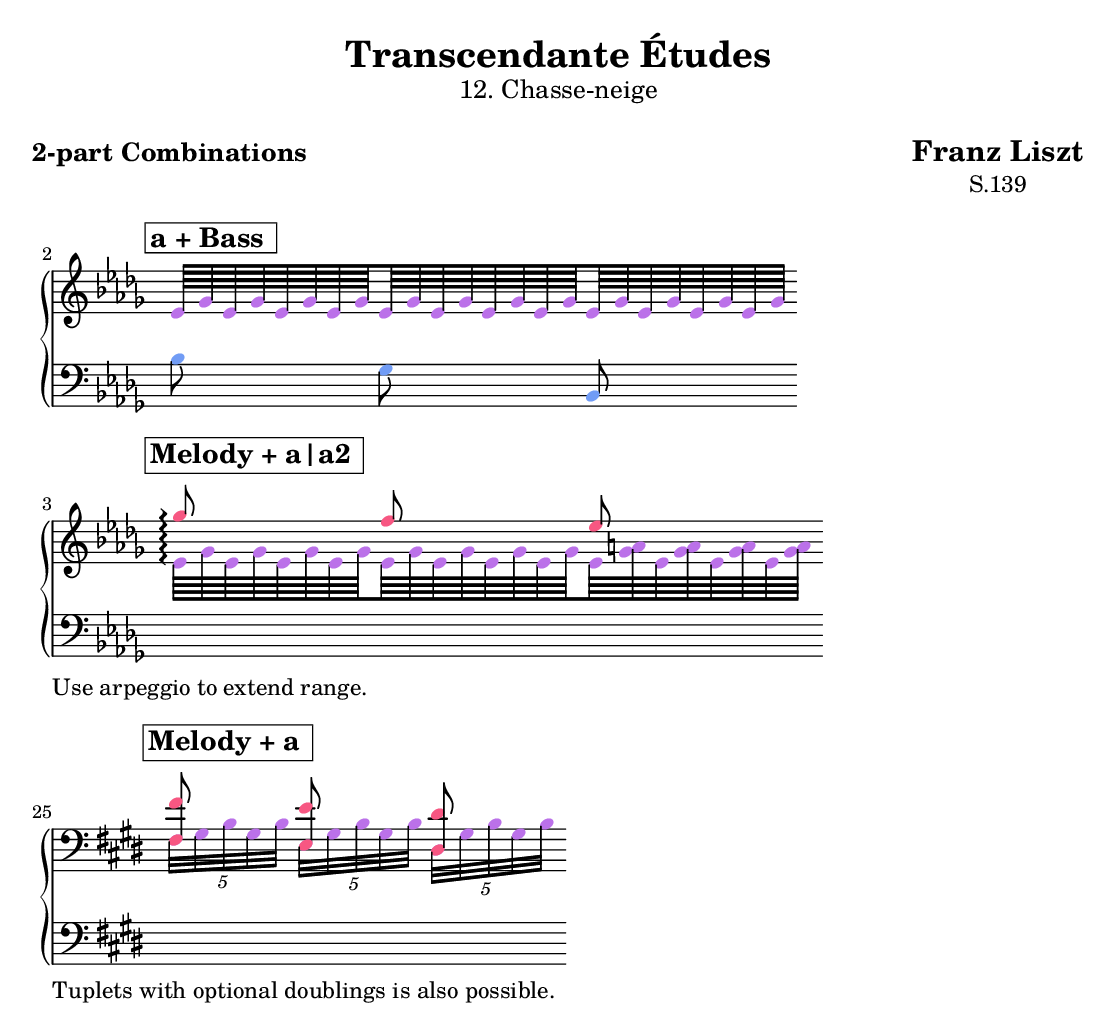 Transcendante Études
12. Chasse-neige
2-part Combinations
Franz Liszt
S.139
a + Bass
2
Melody + a|a2
3
Use arpeggio to extend range.
Melody + a
25
5 5 5
Tuplets with optional doublings is also possible.